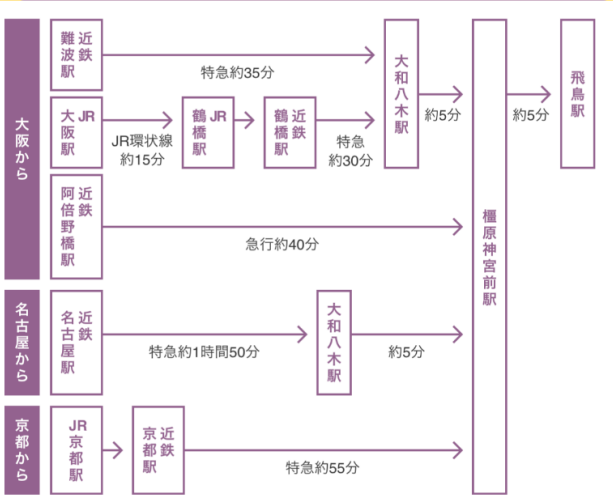 大阪から
近鉄
難波駅
特急約35分
大和八木駅
約5分
橿原神宮前駅
約5分
飛鳥駅
JR
大阪駅
JR環状線
約15分
JR
鶴橋駅
近鉄
鶴橋駅
特急
約30分
近鉄
阿倍野橋駅
急行約40分
名古屋から
近鉄
名古屋駅
特急約1時間50分
大和八木駅
約5分
京都から
JR
京都駅
近鉄
京都駅
特急約55分